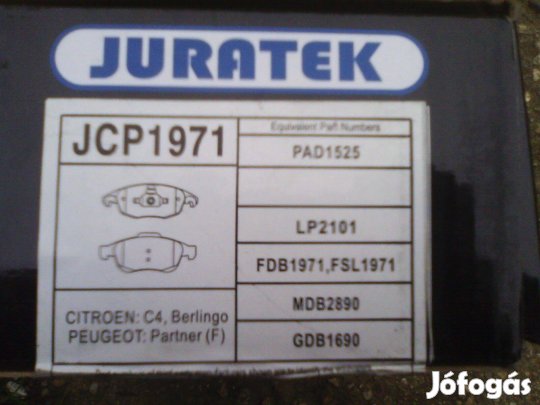 JURATEK
JCP1971
Equivalent Part Numbers
PAD1525
LP2101
FDB1971,FSL1971
MDB2890
GDB1690
CITROEN: C4, Berlingo
PEUGEOT: Partner (F)
Jófogás